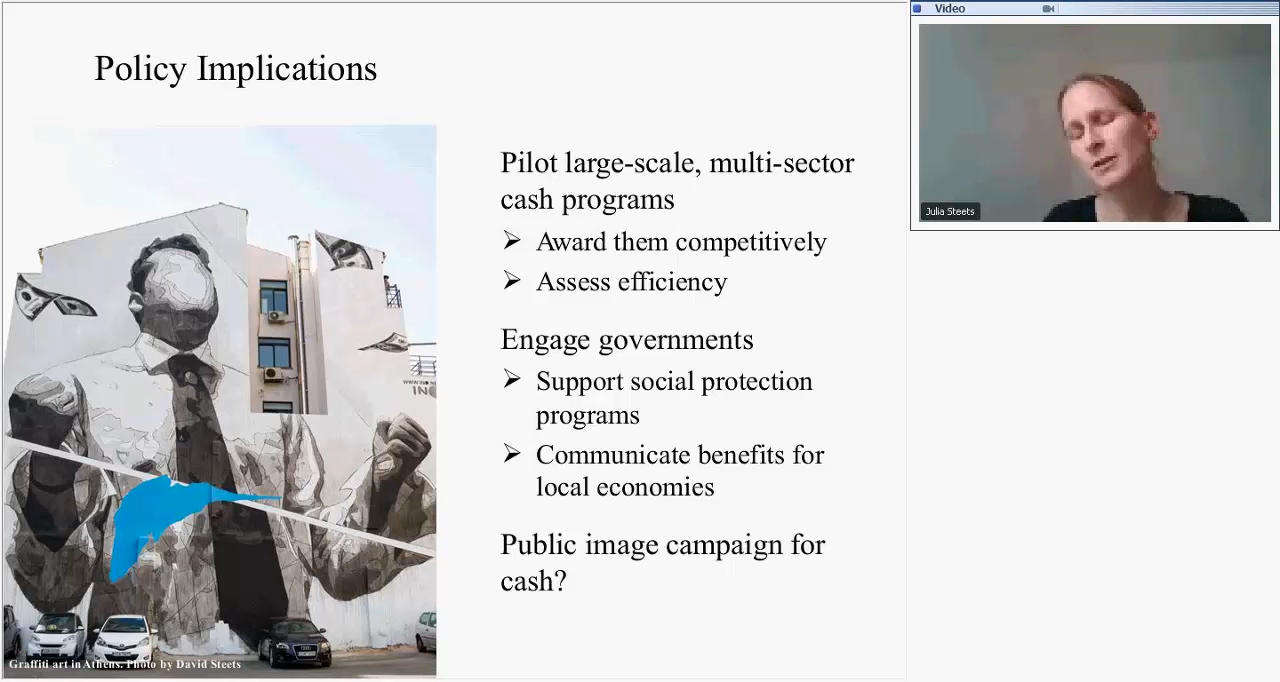 Policy Implications
Pilot large-scale, multi-sector
cash programs
➢ Award them competitively
➢ Assess efficiency
Engage governments
➢ Support social protection
programs
➢ Communicate benefits for
local economies
Public image campaign for
cash?
Graffiti art in Athens. Photo by David Steets
Video
Julia Steets